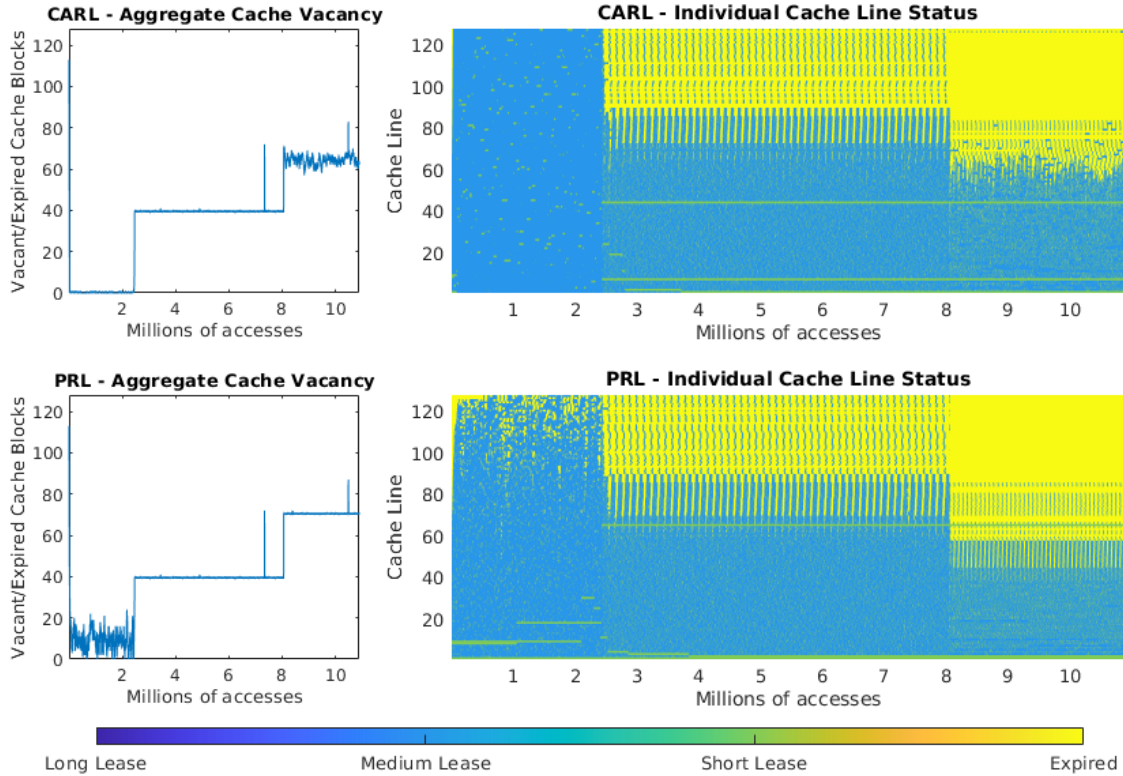 CARL - Aggregate Cache Vacancy
Vacant/Expired Cache Blocks
120
100
80
60
40
20
0
2 4 6 8 10
Millions of accesses
CARL - Individual Cache Line Status
Cache Line
120
100
80
60
40
20
1 2 3 4 5 6 7 8 9 10
Millions of accesses
PRL - Aggregate Cache Vacancy
Vacant/Expired Cache Blocks
120
100
80
60
40
20
0
2 4 6 8 10
Millions of accesses
PRL - Individual Cache Line Status
Cache Line
120
100
80
60
40
20
1 2 3 4 5 6 7 8 9 10
Millions of accesses
Long Lease Medium Lease Short Lease Expired